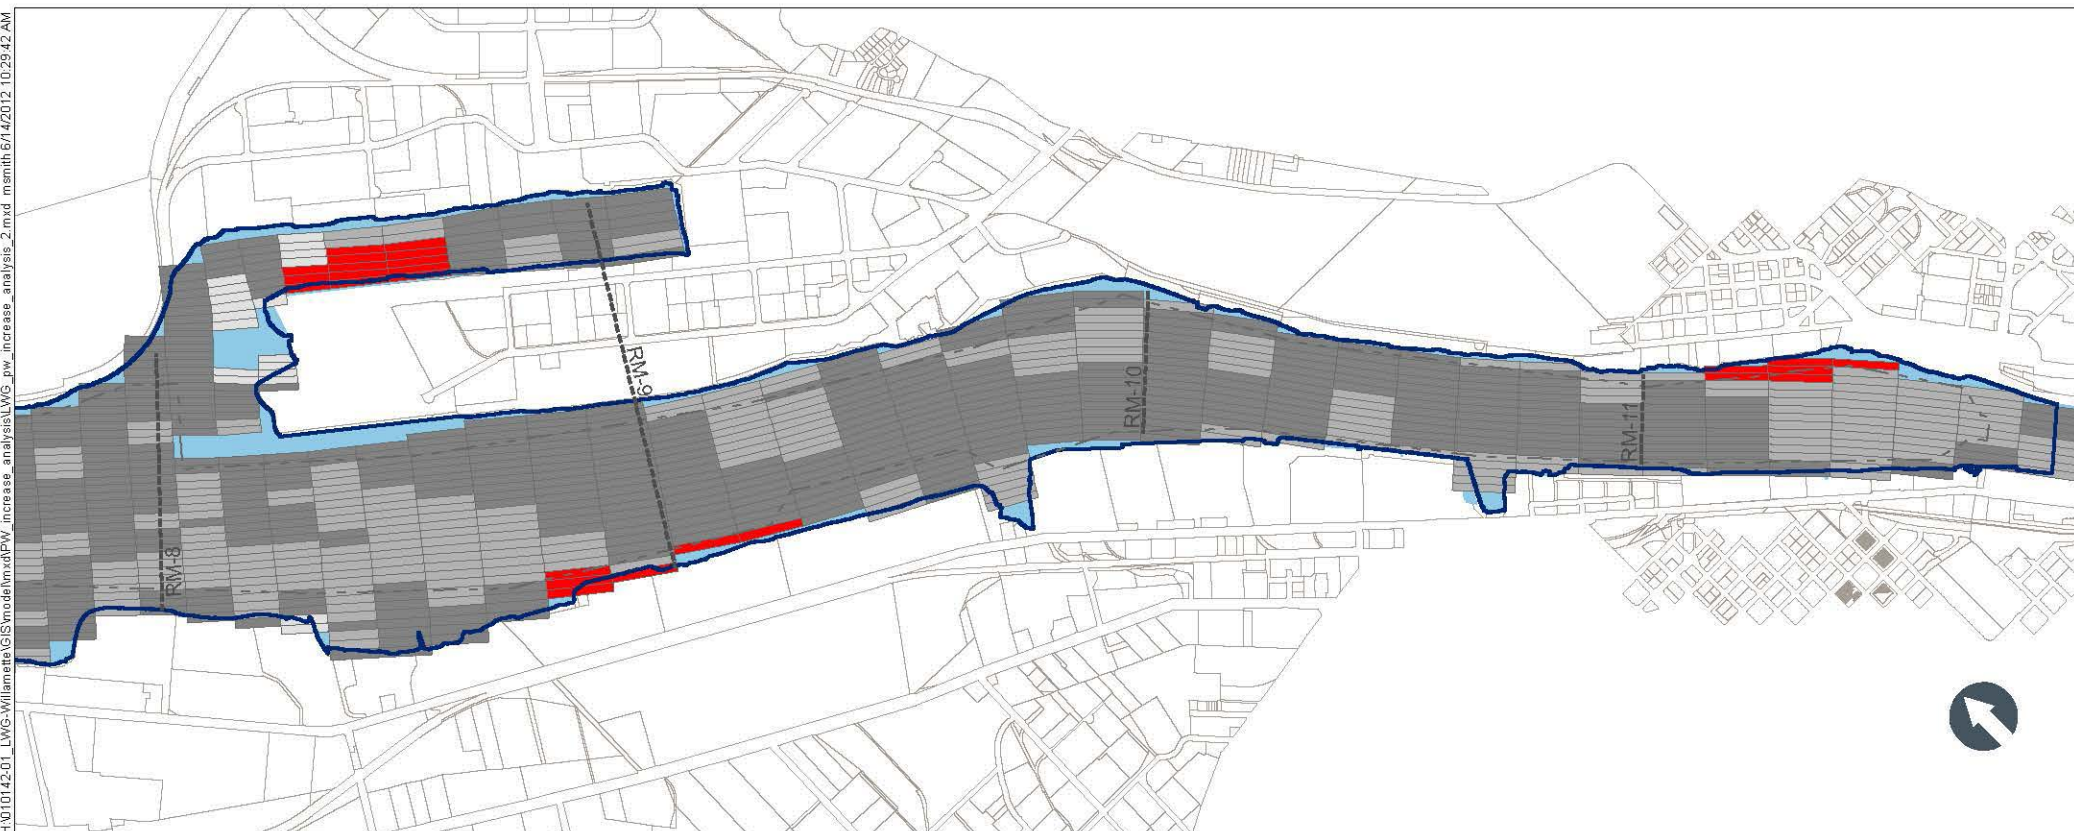 H:\010142-01_LWG-Willamette\GIS\model\mxd\PW_increase_analysis\LWG_pw_increase_analysis_2.mxd msmith 6/14/2012 10:29:42 AM
RM-8
RM-9
RM-10
RM-11